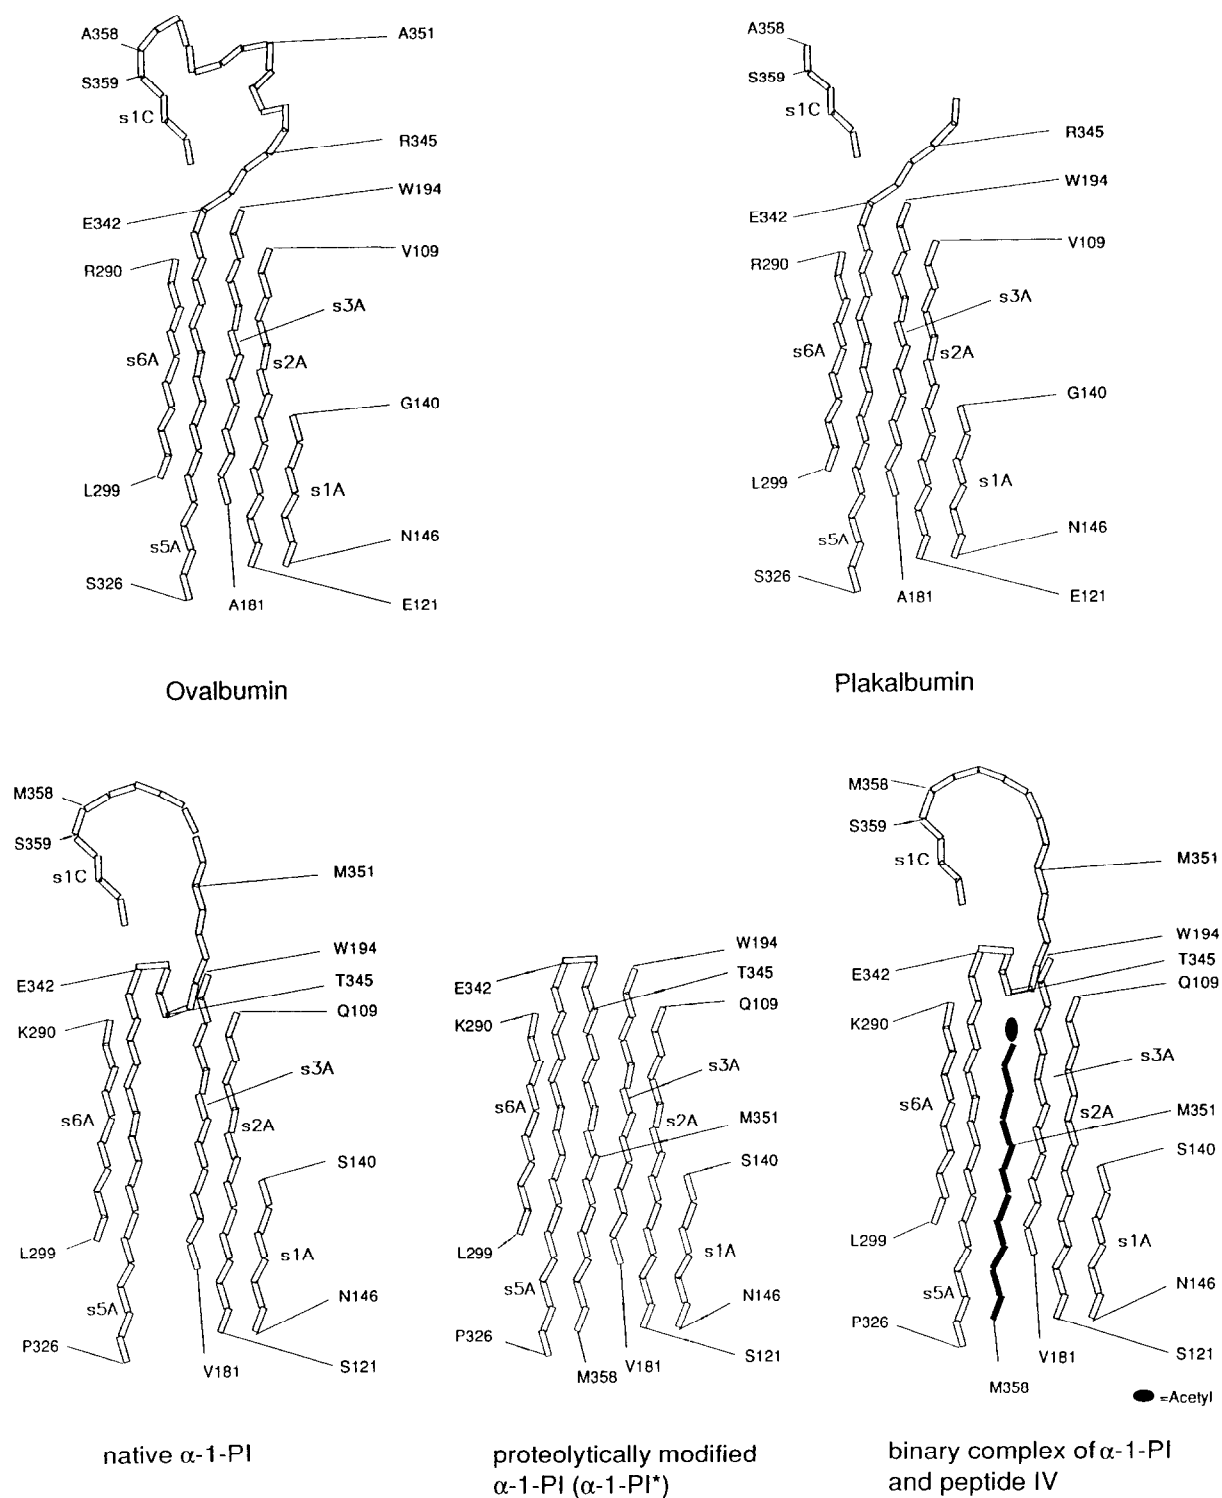 A358
A351
S359
s1C
R345
W194
E342
V109
R290
s3A
s6A
s2A
G140
L299
s1A
s5A
N146
S326
A181
E121
Ovalbumin
A358
S359
s1C
R345
W194
E342
V109
R290
s3A
s6A
s2A
G140
L299
s1A
s5A
N146
S326
A181
E121
Plakalbumin
M358
S359
s1C
M351
W194
E342
T345
Q109
K290
s3A
s6A
s2A
S140
L299
s1A
s5A
N146
P326
V181
S121
native α-1-PI
W194
T345
E342
Q109
K290
s3A
s6A
s2A
M351
S140
L299
s1A
s5A
N146
P326
M358
V181
S121
proteolytically modified
α-1-PI (α-1-PI*)
M358
S359
s1C
M351
W194
T345
E342
Q109
K290
s3A
s6A
s2A
M351
S140
L299
s1A
s5A
N146
P326
V181
S121
M358
=Acetyl
binary complex of α-1-PI
and peptide IV